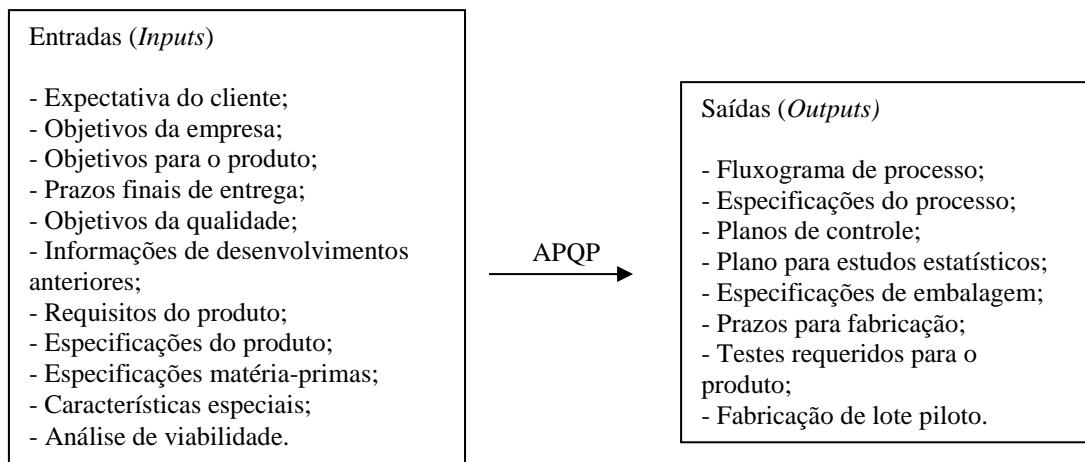 Entradas (Inputs)
- Expectativa do cliente;
- Objetivos da empresa;
- Objetivos para o produto;
- Prazos finais de entrega;
- Objetivos da qualidade;
- Informações de desenvolvimentos
anteriores;
- Requisitos do produto;
- Especificações do produto;
- Especificações matéria-primas;
- Características especiais;
- Análise de viabilidade.
APQP
Saídas (Outputs)
- Fluxograma de processo;
- Especificações do processo;
- Planos de controle;
- Plano para estudos estatísticos;
- Especificações de embalagem;
- Prazos para fabricação;
- Testes requeridos para o
produto;
- Fabricação de lote piloto.